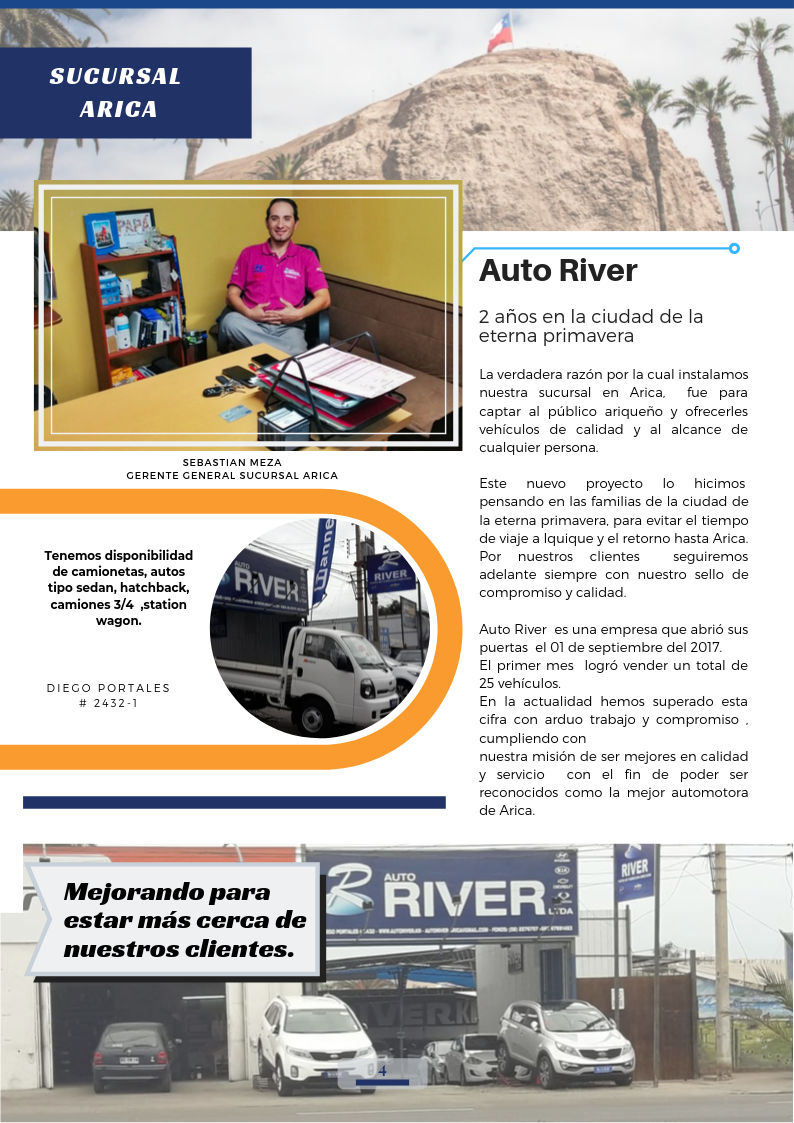 SUCURSAL
ARICA
Auto River
2 años en la ciudad de la
eterna primavera
La verdadera razón por la cual instalamos
nuestra sucursal en Arica, fue para
captar al público ariqueño y ofrecerles
vehículos de calidad y al alcance de
cualquier persona.
Este nuevo proyecto lo hicimos
pensando en las familias de la ciudad de
la eterna primavera, para evitar el tiempo
de viaje a Iquique y el retorno hasta Arica.
Por nuestros clientes seguiremos
adelante siempre con nuestro sello de
compromiso y calidad.
Auto River es una empresa que abrió sus
puertas el 01 de septiembre del 2017.
El primer mes logró vender un total de
25 vehículos.
En la actualidad hemos superado esta
cifra con arduo trabajo y compromiso ,
cumpliendo con
nuestra misión de ser mejores en calidad
y servicio con el fin de poder ser
reconocidos como la mejor automotora
de Arica.
SEBASTIAN MEZA
GERENTE GENERAL SUCURSAL ARICA
Tenemos disponibilidad
de camionetas, autos
tipo sedan, hatchback,
camiones 3/4 ,station
wagon.
DIEGO PORTALES
# 2432-1
RIVER
RIVER
Mejorando para
estar más cerca de
nuestros clientes.
AUTO
RIVER
LTDA
RIVER
4